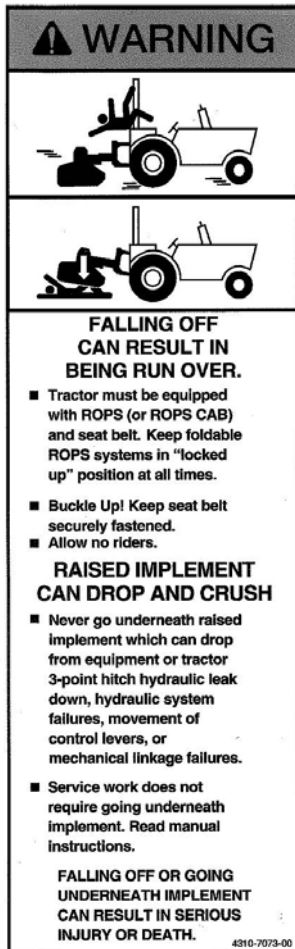 WARNING
FALLING OFF
CAN RESULT IN
BEING RUN OVER.
■ Tractor must be equipped
with ROPS (or ROPS CAB)
and seat belt. Keep foldable
ROPS systems in “locked
up” position at all times.
■ Buckle Up! Keep seat belt
securely fastened.
■ Allow no riders.
RAISED IMPLEMENT
CAN DROP AND CRUSH
■ Never go underneath raised
implement which can drop
from equipment or tractor
3-point hitch hydraulic leak
down, hydraulic system
failures, movement of
control levers, or
mechanical linkage failures.
■ Service work does not
require going underneath
implement. Read manual
instructions.
FALLING OFF OR GOING
UNDERNEATH IMPLEMENT
CAN RESULT IN SERIOUS
INJURY OR DEATH.
4310-7073-09